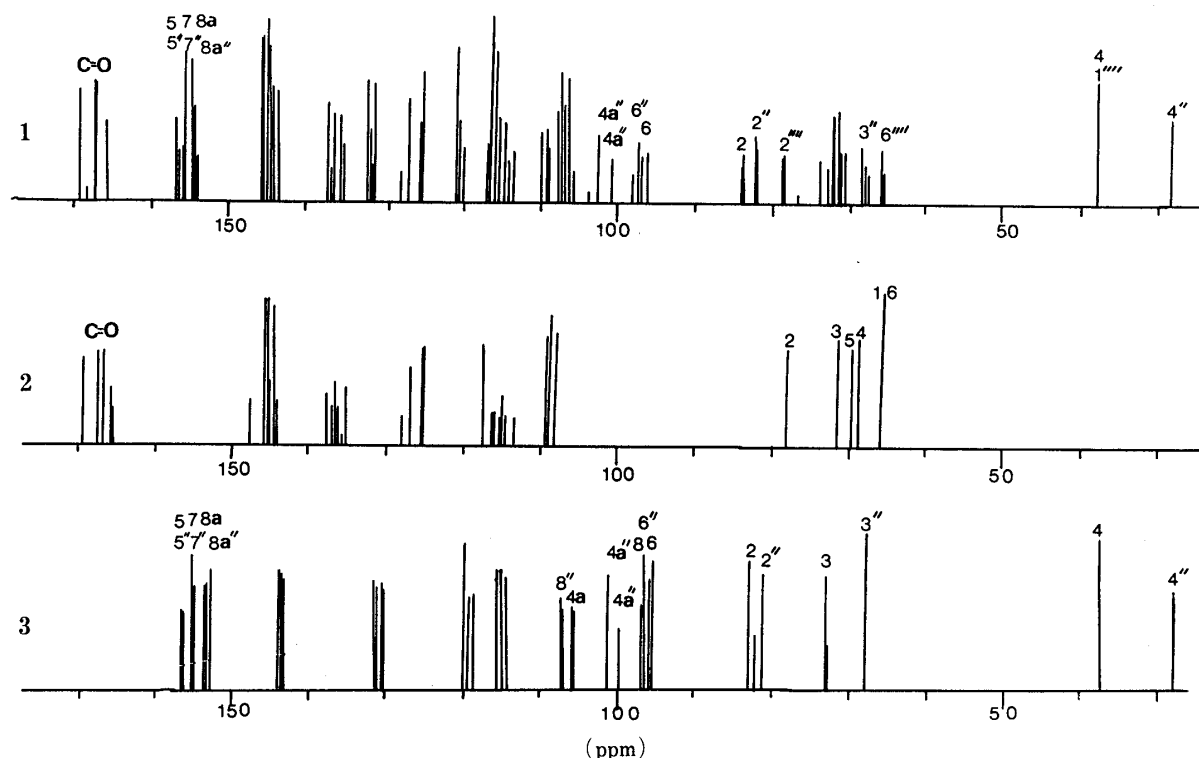 5 7 8a
5" 7" 8a"
C=O
1
4a" 6"
4a" 6
2 2" 2""
3" 6""
4
1""
4"
150 100 50
C=O
2
2 3 5 4 1,6
150 100 50
5 7 8a
5" 7" 8a"
3
8" 4a
4a" 8 6
6"
4a"
2 2" 3 3"
4
4"
150 100 50
(ppm)